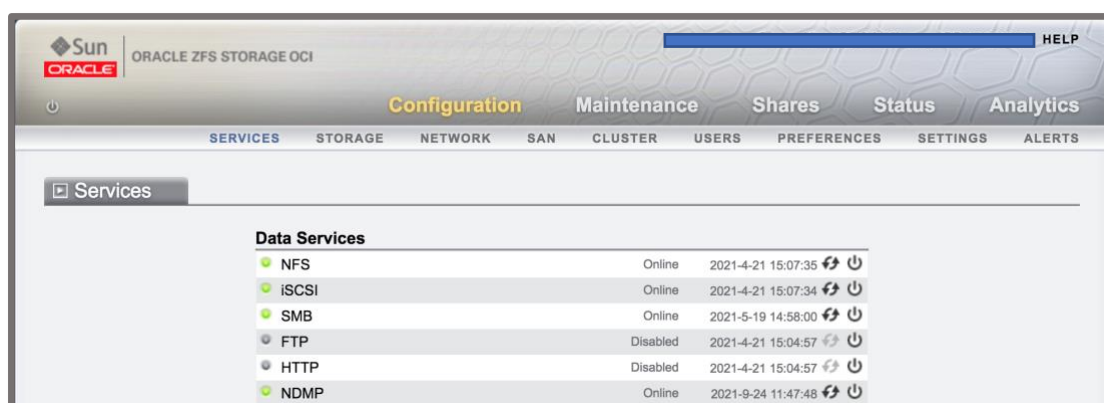 Sun
ORACLE
ORACLE ZFS STORAGE OCI
HELP
Configuration Maintenance Shares Status Analytics
SERVICES STORAGE NETWORK SAN CLUSTER USERS PREFERENCES SETTINGS ALERTS
Services
Data Services
NFS Online 2021-4-21 15:07:35
iSCSI Online 2021-4-21 15:07:34
SMB Online 2021-5-19 14:58:00
FTP Disabled 2021-4-21 15:04:57
HTTP Disabled 2021-4-21 15:04:57
NDMP Online 2021-9-24 11:47:48